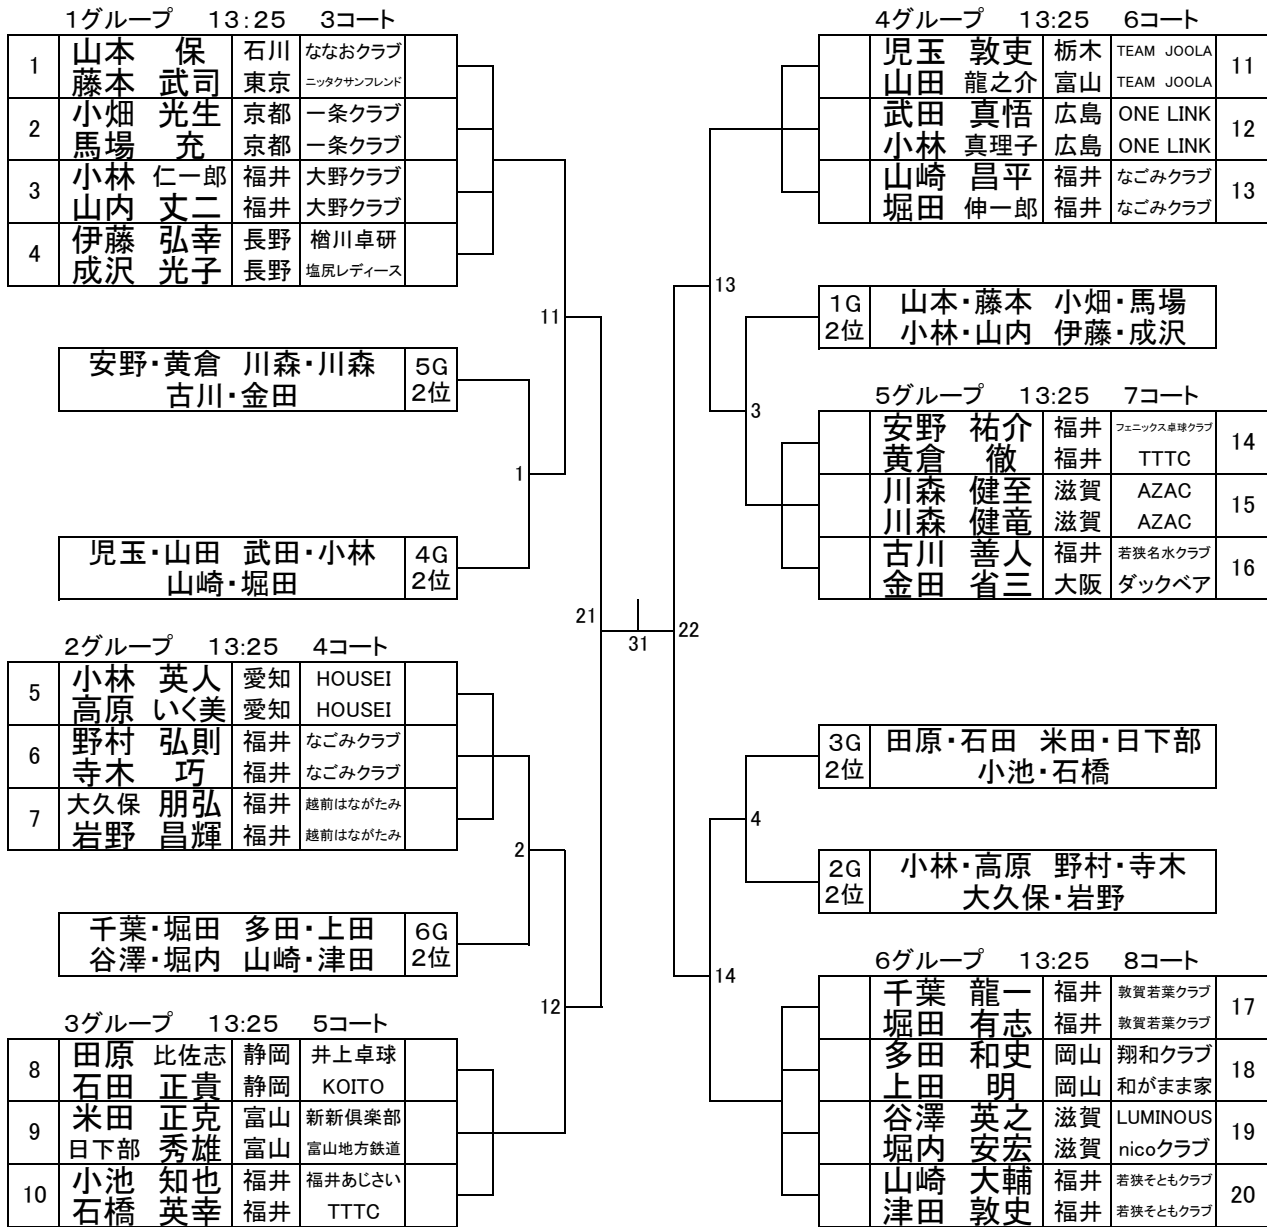 1グループ 13:25 3コート
1 山本 保 石川 ななおクラブ
藤本 武司 東京 ニッタクサンフレンド
2 小畑 光生 京都 一条クラブ
馬場 充 京都 一条クラブ
3 小林 仁一郎 福井 大野クラブ
山内 丈二 福井 大野クラブ
4 伊藤 弘幸 長野 楢川卓研
成沢 光子 長野 塩尻レディース
11
安野・黄倉 川森・川森 5G
古川・金田 2位
1
児玉・山田 武田・小林 4G
山崎・堀田 2位
21
2グループ 13:25 4コート
5 小林 英人 愛知 HOUSEI
高原 いく美 愛知 HOUSEI
6 野村 弘則 福井 なごみクラブ
寺木 巧 福井 なごみクラブ
7 大久保 朋弘 福井 越前はながたみ
岩野 昌輝 福井 越前はながたみ
2
千葉・堀田 多田・上田 6G
谷澤・堀内 山崎・津田 2位
12
3グループ 13:25 5コート
8 田原 比佐志 静岡 井上卓球
石田 正貴 静岡 KOITO
9 米田 正克 富山 新新倶楽部
日下部 秀雄 富山 富山地方鉄道
10 小池 知也 福井 福井あじさい
石橋 英幸 福井 TTTC
31
4グループ 13:25 6コート
児玉 敦吏 栃木 TEAM JOOLA 11
山田 龍之介 富山 TEAM JOOLA
武田 真悟 広島 ONE LINK 12
小林 真理子 広島 ONE LINK
山崎 昌平 福井 なごみクラブ 13
堀田 伸一郎 福井 なごみクラブ
13
1G 山本・藤本 小畑・馬場
2位 小林・山内 伊藤・成沢
3
5グループ 13:25 7コート
安野 祐介 福井 フェニックス卓球クラブ 14
黄倉 徹 福井 TTTC
川森 健至 滋賀 AZAC 15
川森 健竜 滋賀 AZAC
古川 善人 福井 若狭名水クラブ 16
金田 省三 大阪 ダックベア
22
3G 田原・石田 米田・日下部
2位 小池・石橋
4
2G 小林・高原 野村・寺木
2位 大久保・岩野
14
6グループ 13:25 8コート
千葉 龍一 福井 敦賀若葉クラブ 17
堀田 有志 福井 敦賀若葉クラブ
多田 和史 岡山 翔和クラブ 18
上田 明 岡山 和がまま家
谷澤 英之 滋賀 LUMINOUS 19
堀内 安宏 滋賀 nicoクラブ
山崎 大輔 福井 若狭そともクラブ 20
津田 敦史 福井 若狭そともクラブ